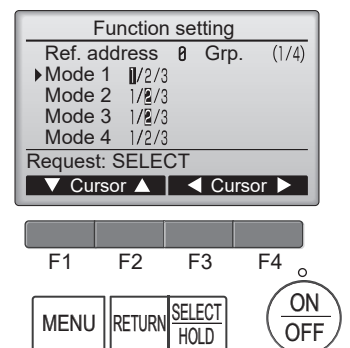 Function setting
Ref. address 0 Grp. (1/4)
Mode 1 1/2/3
Mode 2 1/2/3
Mode 3 1/2/3
Mode 4 1/2/3
Request: SELECT
▼ Cursor ▲ ◀ Cursor ▶
F1 F2 F3 F4
MENU RETURN SELECT HOLD ON OFF